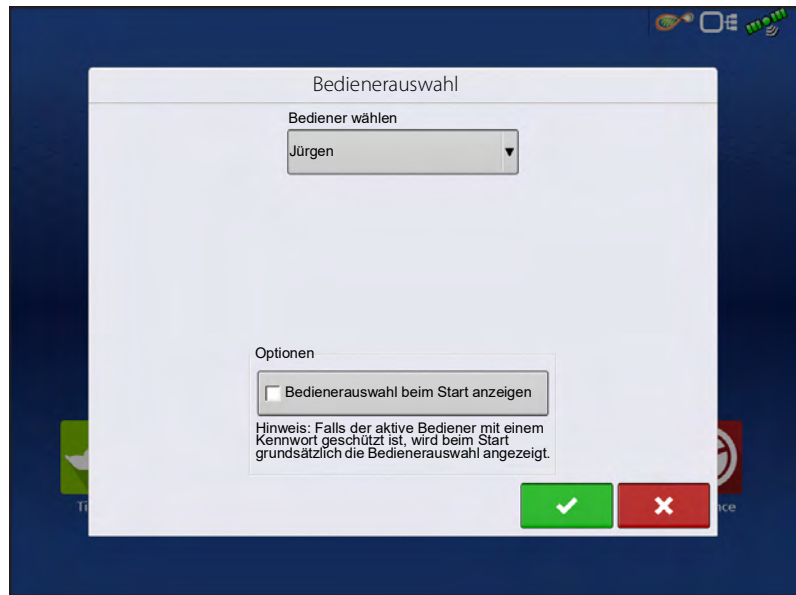 Bedienerauswahl
Bediener wählen
Jürgen
Optionen
Bedienerauswahl beim Start anzeigen
Hinweis: Falls der aktive Bediener mit einem
Kennwort geschützt ist, wird beim Start
grundsätzlich die Bedienerauswahl angezeigt.